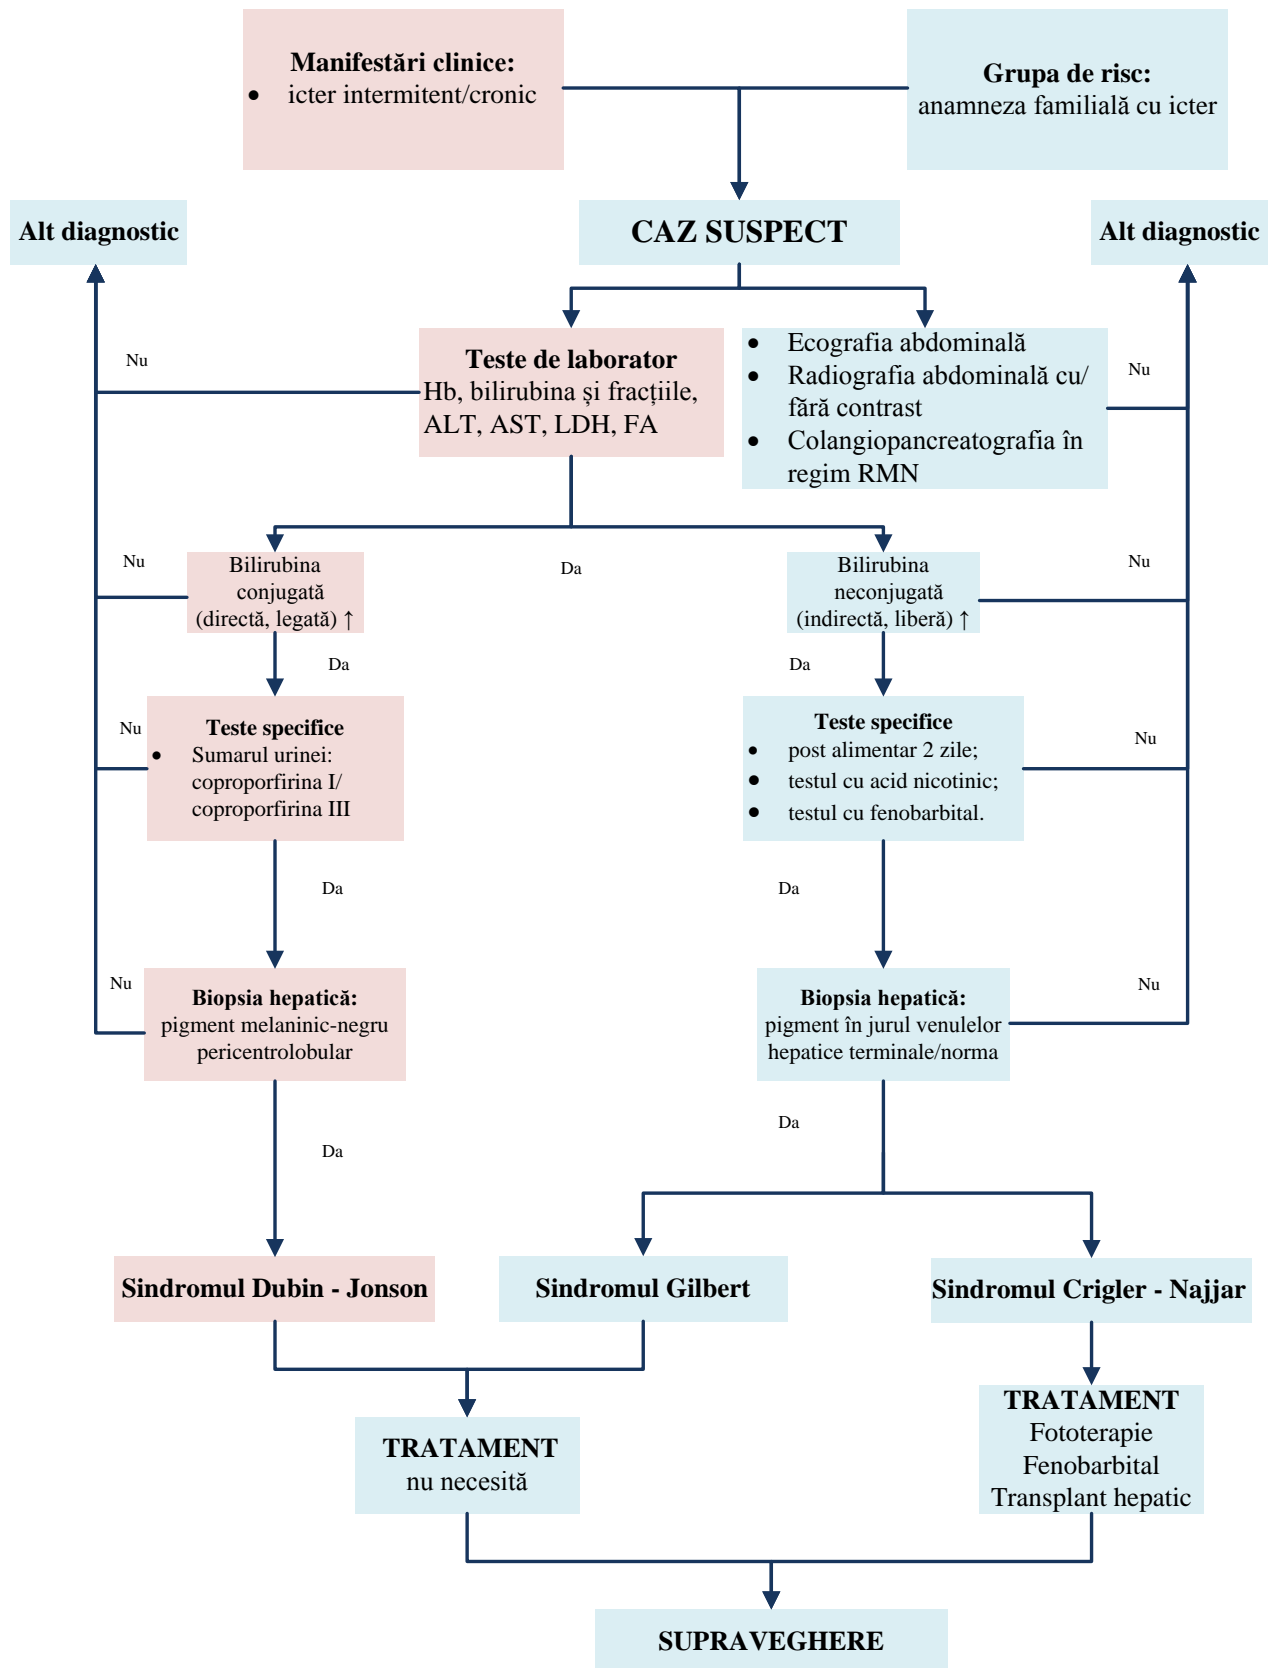 Manifestări clinice:
• icter intermitent/cronic
Grupa de risc:
anamneza familială cu icter
Alt diagnostic
CAZ SUSPECT
Alt diagnostic
Nu
Teste de laborator
Hb, bilirubina și fracțiile,
ALT, AST, LDH, FA
• Ecografia abdominală
• Radiografia abdominală cu/
fără contrast
• Colangiopancreatografia în
regim RMN
Nu
Nu
Bilirubina
conjugată
(directă, legată) ↑
Da
Bilirubina
neconjugată
(indirectă, liberă) ↑
Nu
Da
Da
Nu
Teste specifice
• Sumarul urinei:
coproporfirina I/
coproporfirina III
Teste specifice
• post alimentar 2 zile;
• testul cu acid nicotinic;
• testul cu fenobarbital.
Nu
Da
Da
Nu
Biopsia hepatică:
pigment melaninic-negru
pericentrolobular
Biopsia hepatică:
pigment în jurul venulelor
hepatice terminale/norma
Nu
Da
Da
Sindromul Dubin - Jonson
Sindromul Gilbert
Sindromul Crigler - Najjar
TRATAMENT
nu necesită
TRATAMENT
Fototerapie
Fenobarbital
Transplant hepatic
SUPRAVEGHERE